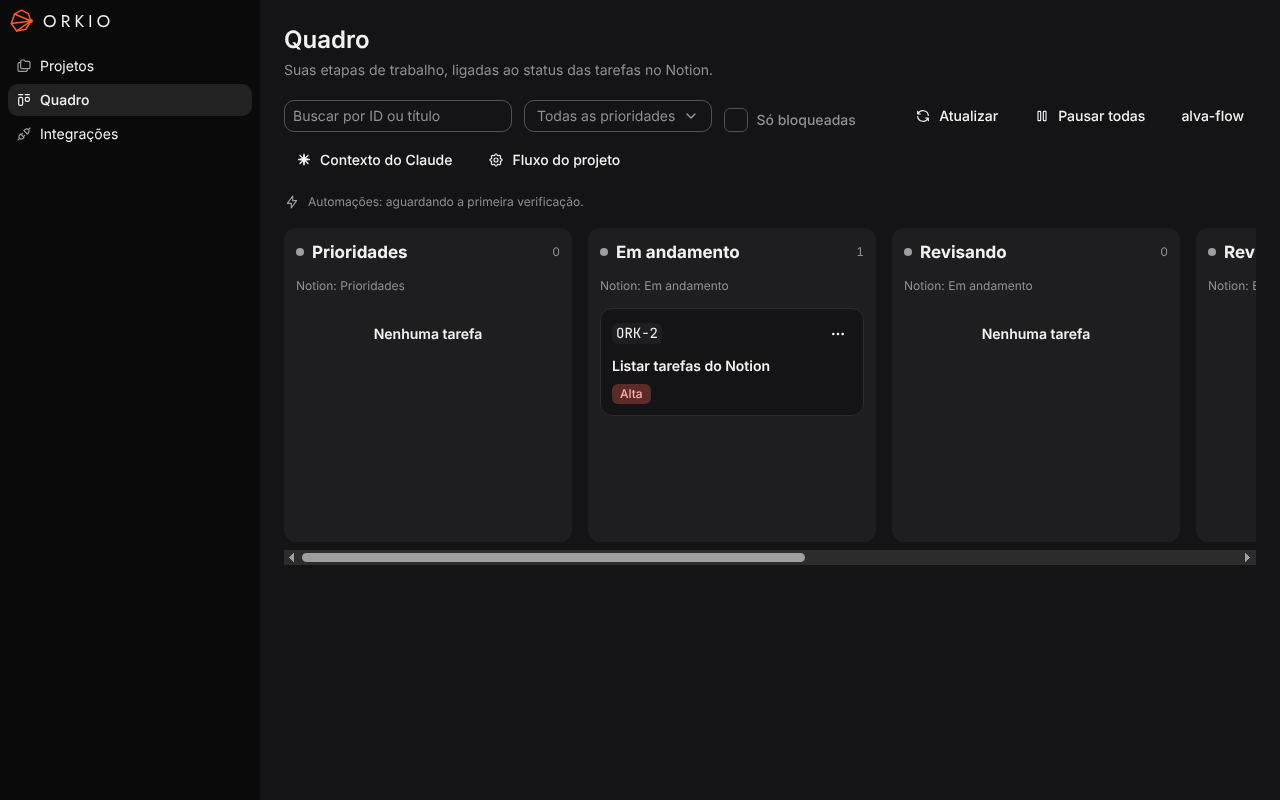 ORKIO
Projetos
Quadro
Integrações
Quadro
Suas etapas de trabalho, ligadas ao status das tarefas no Notion.
Buscar por ID ou título
Todas as prioridades
Só bloqueadas
Atualizar
Pausar todas
alva-flow
Contexto do Claude
Fluxo do projeto
Automações: aguardando a primeira verificação.
Prioridades 0
Notion: Prioridades
Nenhuma tarefa
Em andamento 1
Notion: Em andamento
ORK-2
Listar tarefas do Notion
Alta
Revisando 0
Notion: Em andamento
Nenhuma tarefa
Rev
Notion: E